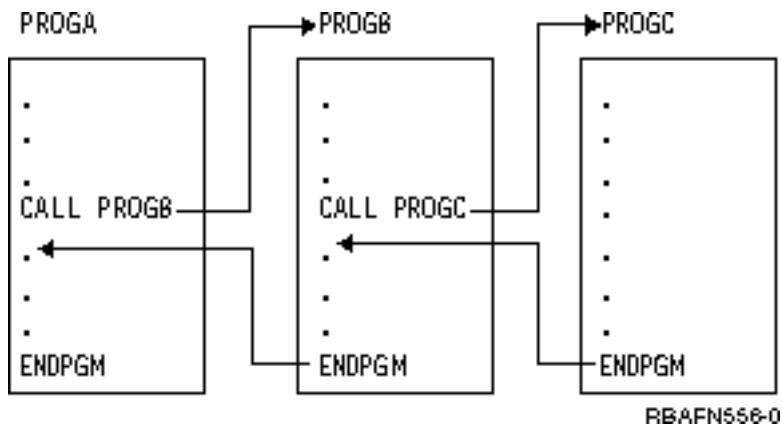 PROGA
.
.
.
CALL PROGB
.
.
.
ENDPGM
PROGB
.
.
.
CALL PROGC
.
.
.
ENDPGM
PROGC
.
.
.
.
.
.
.
ENDPGM
RBAFN556-0